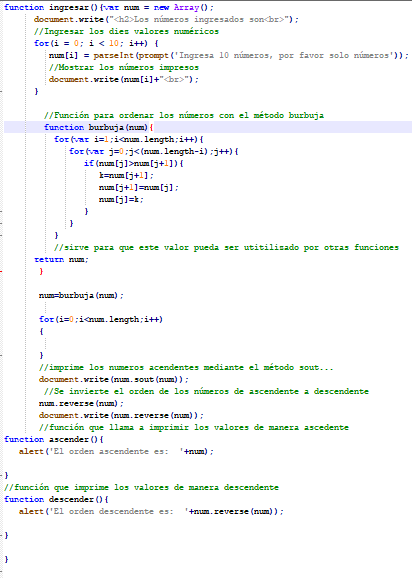 function ingresar(){var num = new Array();
document.write("<h2>Los números ingresados son<br>");
//Ingresar los diez valores numéricos
for(i = 0; i < 10; i++) {
num[i] = parseInt(prompt('Ingresa 10 números, por favor solo números'));
//Mostrar los números impresos
document.write(num[i]+"<br>");
}
//Función para ordenar los números con el método burbuja
function burbuja(num){
for(var i=1;i<num.length;i++){
for(var j=0;j<(num.length-i);j++){
if(num[j]>num[j+1]){
k=num[j+1];
num[j+1]=num[j];
num[j]=k;
}
}
}
//sirve para que este valor pueda ser utitilizado por otras funciones
return num;
}
num=burbuja(num);
for(i=0;i<num.length;i++)
{
}
//imprime los numeros acendentes mediante el método sout...
document.write(num.sout(num));
//Se invierte el orden de los números de ascendente a descendente
num.reverse(num);
document.write(num.reverse(num));
//función que llama a imprimir los valores de manera ascedente
function ascender(){
alert('El orden ascendente es:  '+num);
}
//función que imprime los valores de manera descendente
function descender(){
alert('El orden descendente es:  '+num.reverse(num));
}
}